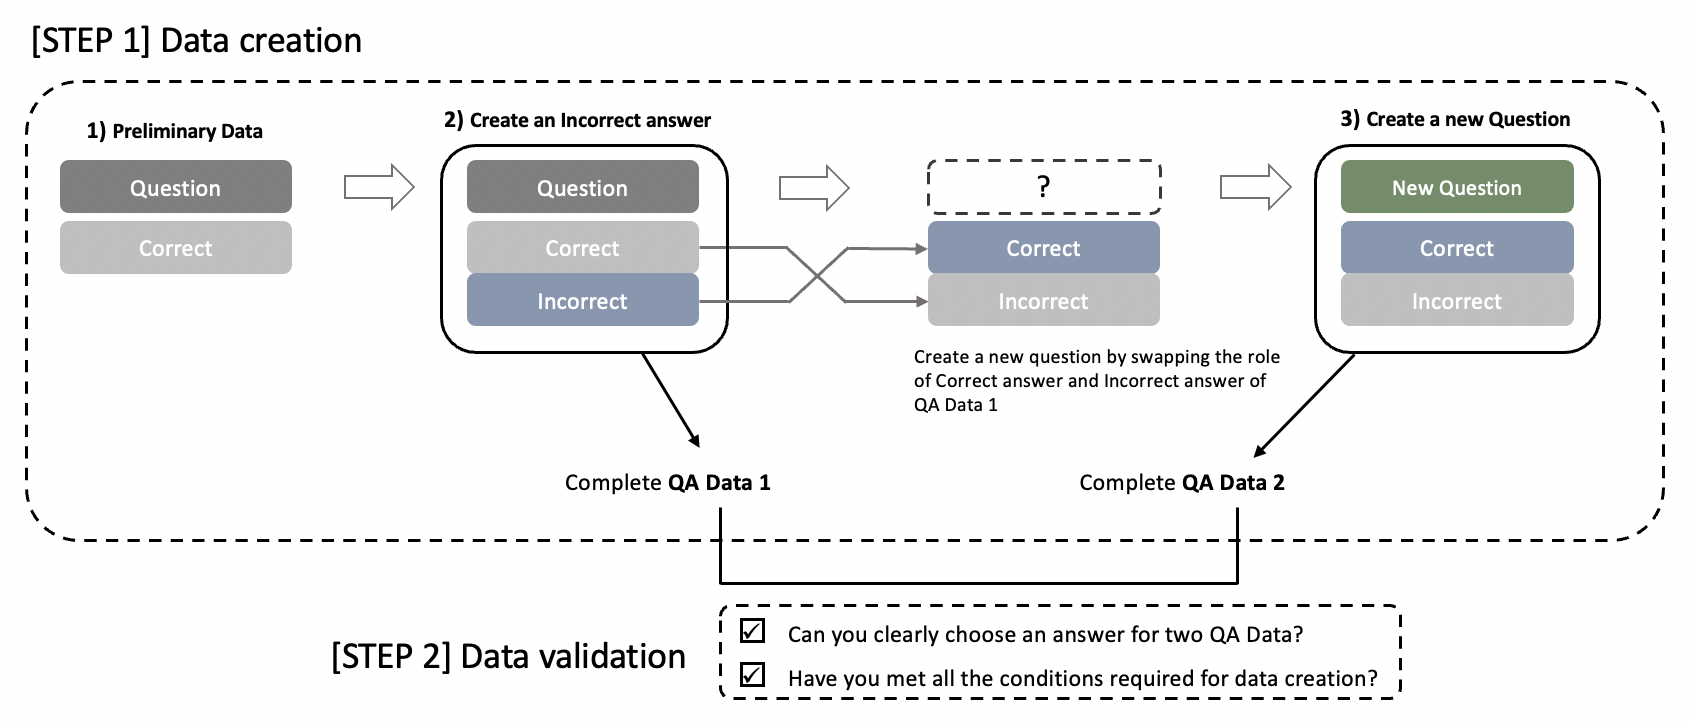 [STEP 1] Data creation
1) Preliminary Data
Question
Correct
2) Create an Incorrect answer
Question
Correct
Incorrect
?
Correct
Incorrect
Create a new question by swapping the role
of Correct answer and Incorrect answer of
QA Data 1
3) Create a new Question
New Question
Correct
Incorrect
Complete QA Data 1
Complete QA Data 2
[STEP 2] Data validation
Can you clearly choose an answer for two QA Data?
Have you met all the conditions required for data creation?